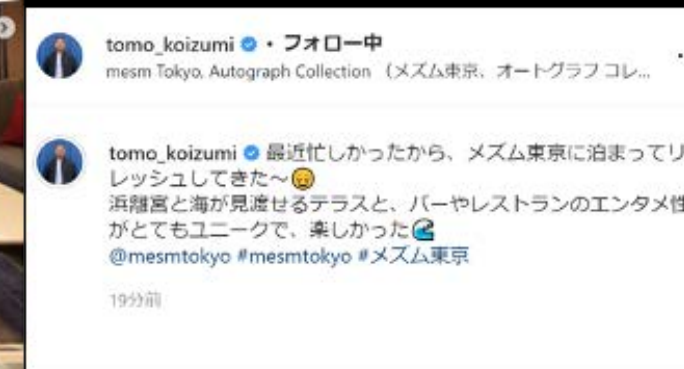 tomo_koizumi • フォロー中
mesm Tokyo, Autograph Collection （メズム東京、オートグラフ コレ...
tomo_koizumi 最近忙しかったから、メズム東京に泊まってリ
レッシュしてきた〜
浜離宮と海が見渡せるテラスと、バーやレストランのエンタメ性
がとてもユニークで、楽しかった
@mesmtokyo #mesmtokyo #メズム東京
19分前